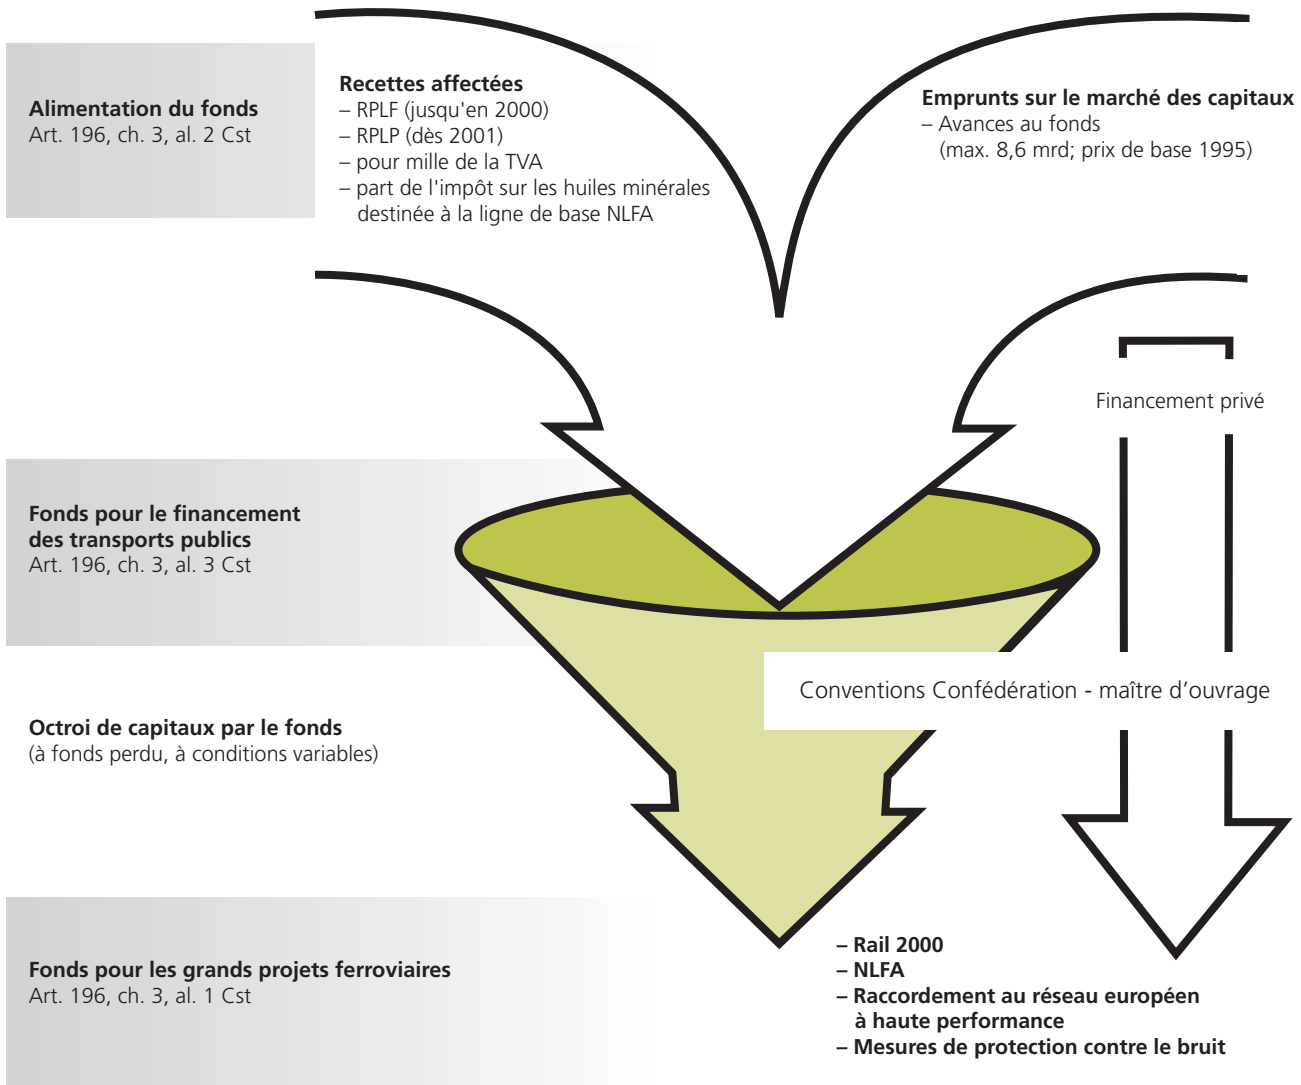 Alimentation du fonds
Art. 196, ch. 3, al. 2 Cst
Recettes affectées
– RPLF (jusqu'en 2000)
– RPLP (dès 2001)
– pour mille de la TVA
– part de l'impôt sur les huiles minérales
destinée à la ligne de base NLFA
Emprunts sur le marché des capitaux
– Avances au fonds
(max. 8,6 mrd; prix de base 1995)
Financement privé
Fonds pour le financement
des transports publics
Art. 196, ch. 3, al. 3 Cst
Conventions Confédération - maître d’ouvrage
Octroi de capitaux par le fonds
(à fonds perdu, à conditions variables)
Fonds pour les grands projets ferroviaires
Art. 196, ch. 3, al. 1 Cst
– Rail 2000
– NLFA
– Raccordement au réseau européen
à haute performance
– Mesures de protection contre le bruit